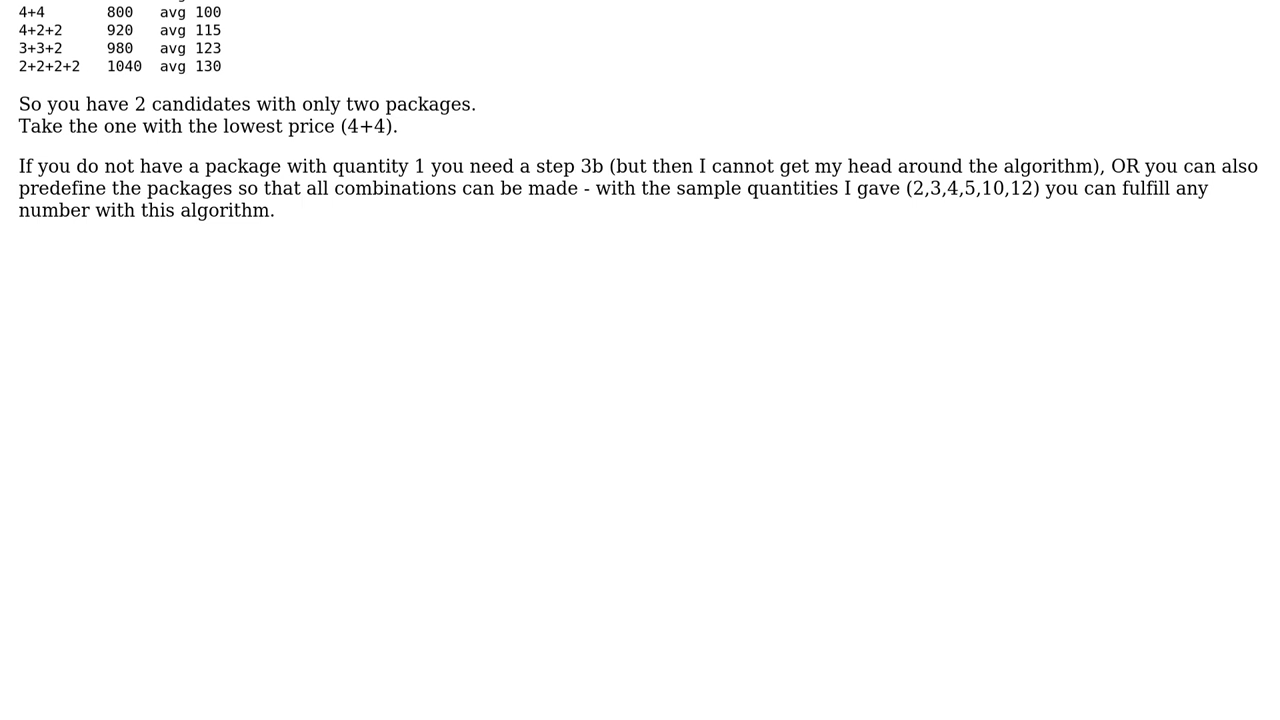 4+4 800 avg 100
4+2+2 920 avg 115
3+3+2 980 avg 123
2+2+2+2 1040 avg 130
So you have 2 candidates with only two packages.
Take the one with the lowest price (4+4).
If you do not have a package with quantity 1 you need a step 3b (but then I cannot get my head around the algorithm), OR you can also
predefine the packages so that all combinations can be made - with the sample quantities I gave (2,3,4,5,10,12) you can fulfill any
number with this algorithm.